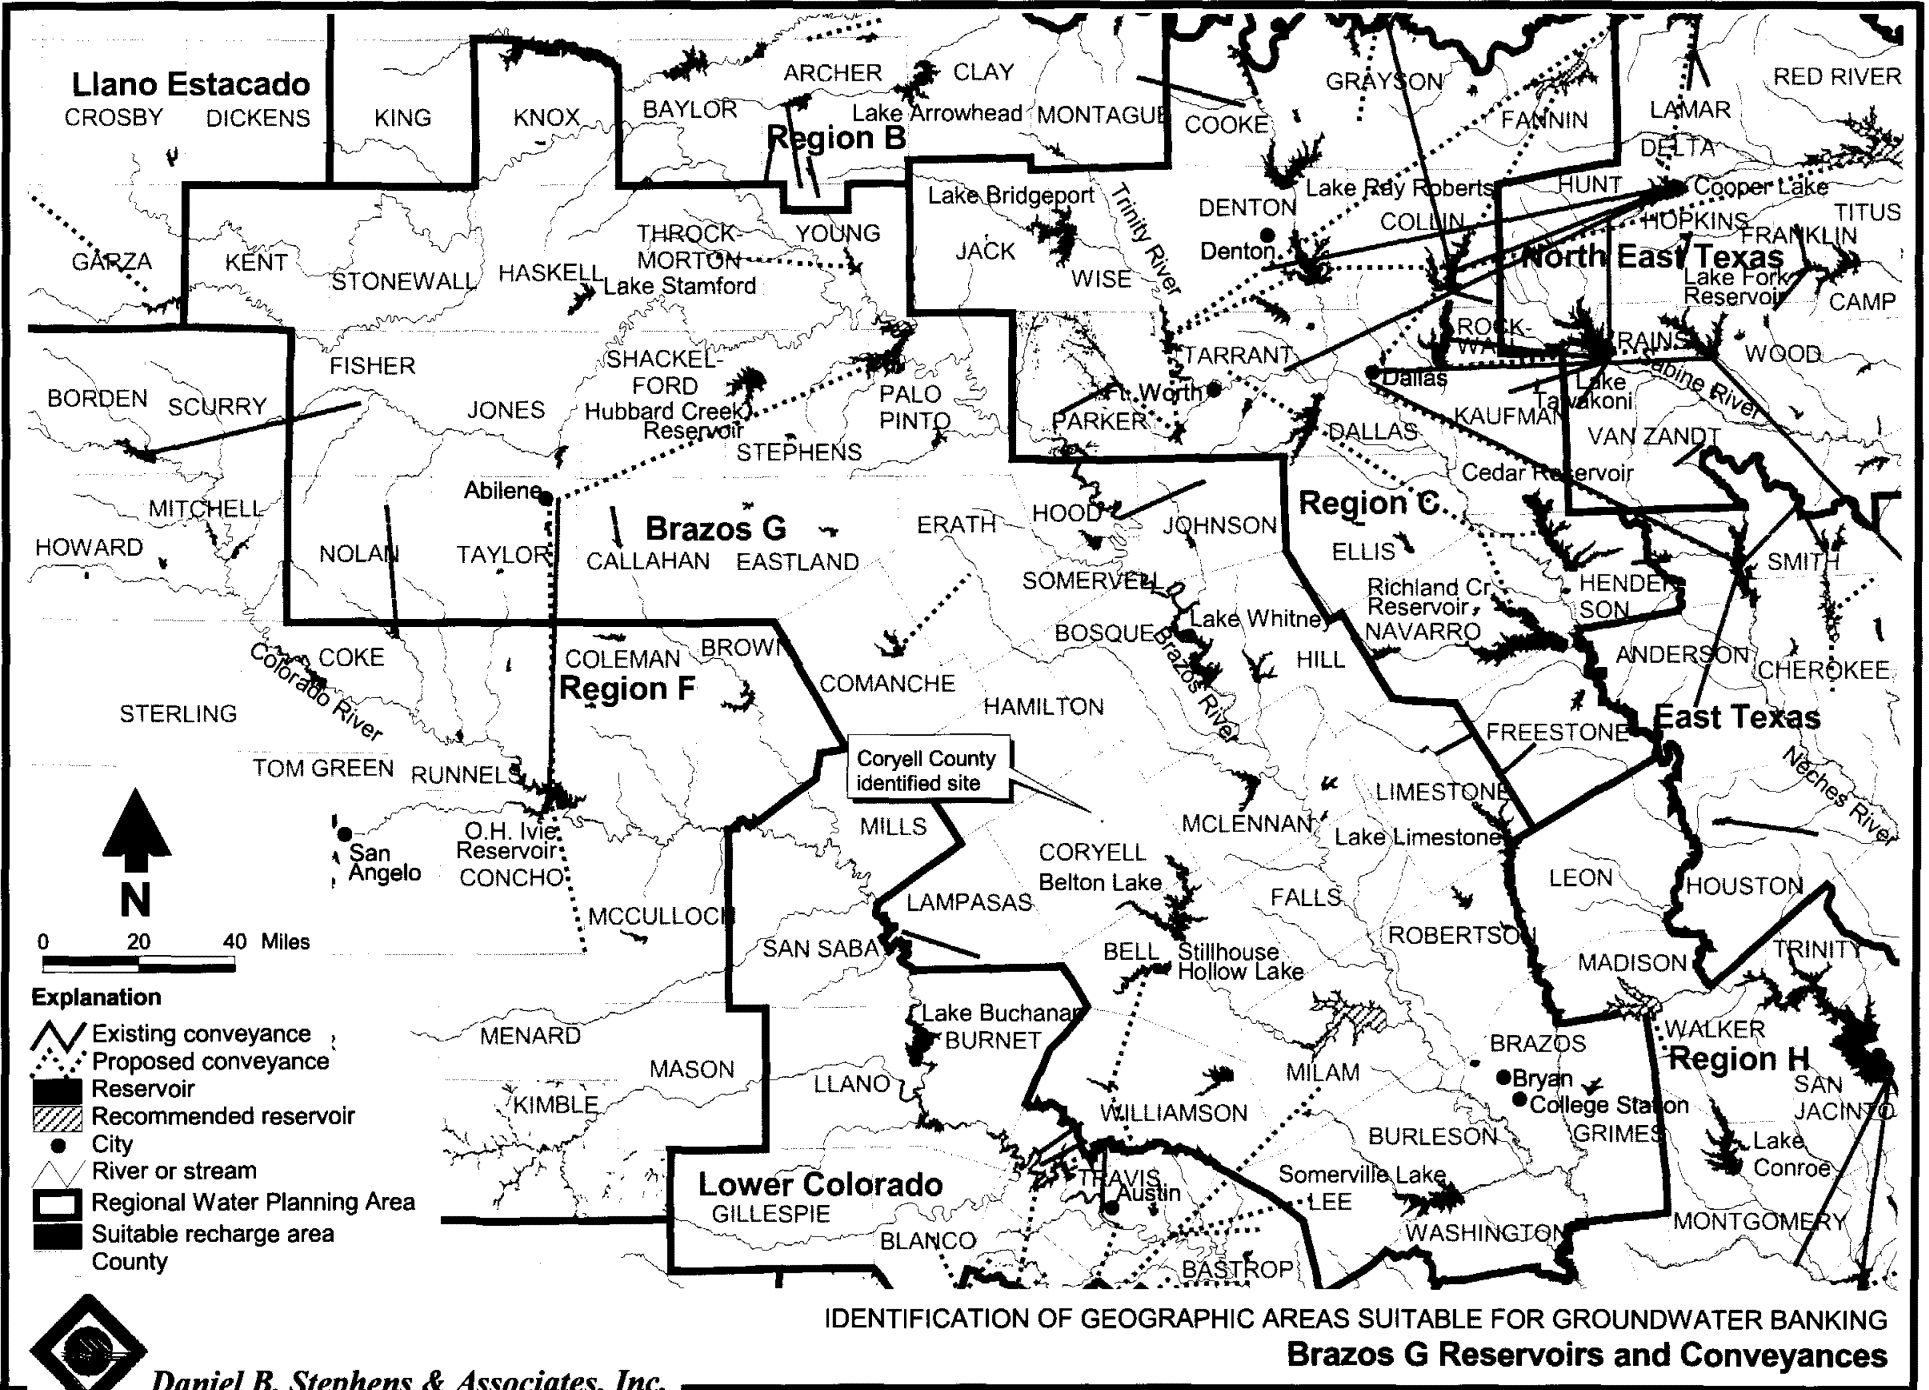 Llano Estacado
CROSBY
DICKENS
KING
KNOX
BAYLOR
ARCHER
CLAY
Lake Arrowhead
MONTAGUE
Region B
COOKE
GRAYSON
FANNIN
LAMAR
RED RIVER
DELTA
Lake Ray Roberts
HUNT
Cooper Lake
Lake Bridgeport
Trinity River
DENTON
COLLIN
HOPKINS
TITUS
FRANKLIN
GARZA
KENT
STONEWALL
HASKELL
THROCK-
MORTON
YOUNG
Lake Stamford
JACK
WISE
Denton
North East Texas
Lake Fork
Reservoir
CAMP
FISHER
SHACKEL-
FORD
Hubbard Creek
Reservoir
PALO
PINTO
TARRANT
ROCK-
WALL
RAINS
WOOD
BORDEN
SCURRY
JONES
STEPHENS
Ft. Worth
PARKER
Dallas
DALLAS
KAUFMAN
Lake
Tawakoni
Sabine River
VAN ZANDT
Cedar Reservoir
Abilene
MITCHELL
HOWARD
NOLAN
TAYLOR
Brazos G
CALLAHAN
EASTLAND
ERATH
HOOD
JOHNSON
Region C
ELLIS
SMITH
SOMERVELL
Richland Cr.
Reservoir
HENDER-
SON
Lake Whitney
NAVARRO
BOSQUE
Brazos River
HILL
ANDERSON
CHEROKEE
COKE
Colorado River
COLEMAN
BROWN
Region F
COMANCHE
HAMILTON
STERLING
FREESTONE
East Texas
Coryell County
identified site
TOM GREEN
RUNNELS
LIMESTONE
Neches River
MILLS
MCLENNAN
Lake Limestone
O.H. Ivie
Reservoir
San
Angelo
CONCHO
CORYELL
Belton Lake
LEON
HOUSTON
N
MCCULLOCH
LAMPASAS
FALLS
0 20 40 Miles
SAN SABA
BELL
Stillhouse
Hollow Lake
ROBERTSON
MADISON
TRINITY
Explanation
Existing conveyance
Proposed conveyance
Reservoir
Recommended reservoir
City
River or stream
Regional Water Planning Area
Suitable recharge area
County
MENARD
Lake Buchanan
BURNET
WALKER
BRAZOS
Region H
MASON
LLANO
MILAM
Bryan
SAN
JACINTO
KIMBLE
WILLIAMSON
College Station
BURLESON
GRIMES
Lake
Conroe
Lower Colorado
TRAVIS
Austin
Somerville Lake
LEE
GILLESPIE
WASHINGTON
MONTGOMERY
BLANCO
BASTROP
IDENTIFICATION OF GEOGRAPHIC AREAS SUITABLE FOR GROUNDWATER BANKING
Brazos G Reservoirs and Conveyances
Daniel B. Stephens & Associates, Inc.